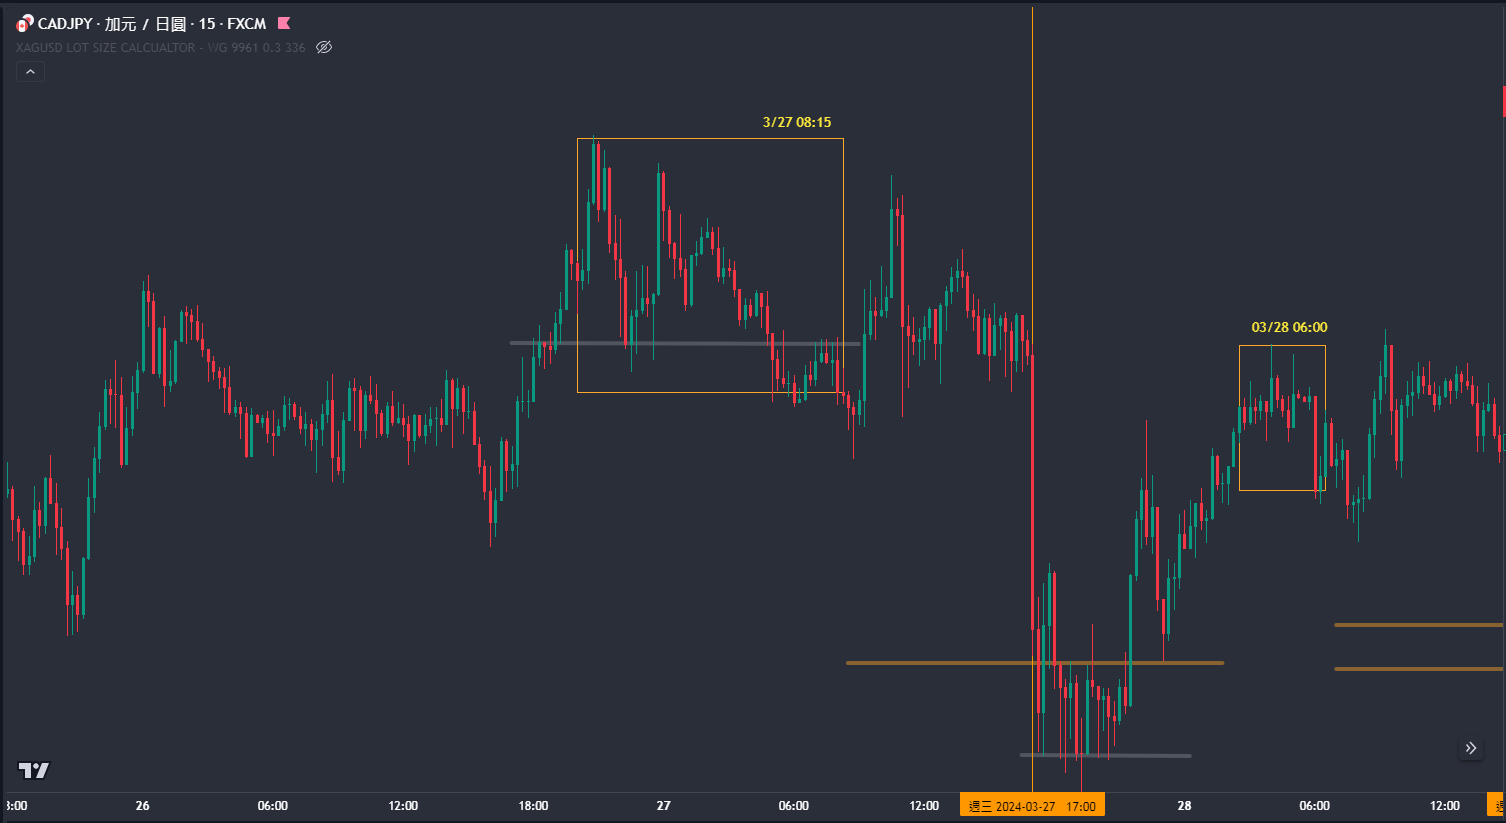 CADJPY · 加元 / 日圓 · 15 · FXCM
XAGUSD LOT SIZE CALCUALTOR - WG 9961 0.3 336
3/27 08:15
03/28 06:00
3:00 26 06:00 12:00 18:00 27 06:00 12:00 週三 2024-03-27 17:00 28 06:00 12:00